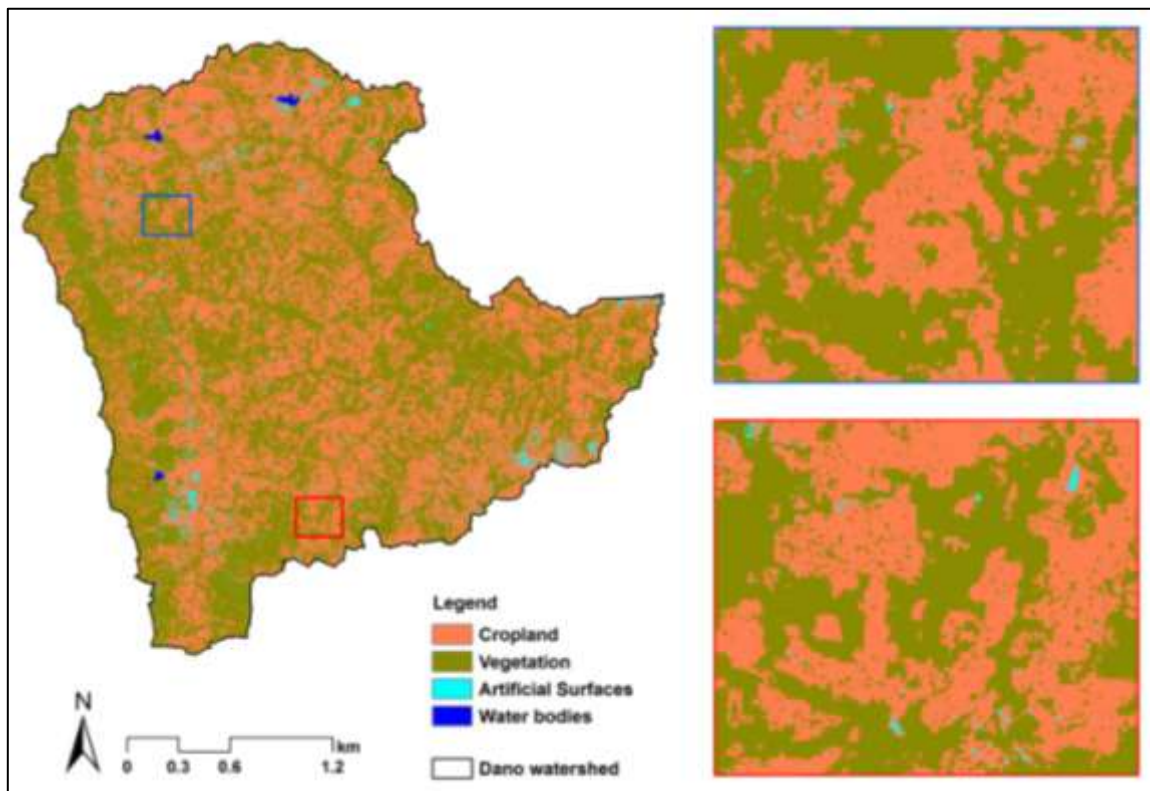 Legend
Cropland
Vegetation
Artificial Surfaces
Water bodies
Dano watershed
N
km
0 0.3 0.6 1.2